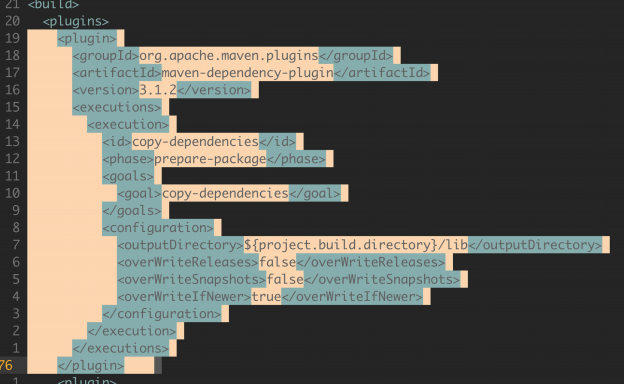 21 <build>
20 <plugins>
19 <plugin>
18 <groupId>org.apache.maven.plugins</groupId>
17 <artifactId>maven-dependency-plugin</artifactId>
16 <version>3.1.2</version>
15 <executions>
14 <execution>
13 <id>copy-dependencies</id>
12 <phase>prepare-package</phase>
11 <goals>
10 <goal>copy-dependencies</goal>
9 </goals>
8 <configuration>
7 <outputDirectory>${project.build.directory}/lib</outputDirectory>
6 <overWriteReleases>false</overWriteReleases>
5 <overWriteSnapshots>false</overWriteSnapshots>
4 <overWriteIfNewer>true</overWriteIfNewer>
3 </configuration>
2 </execution>
1 </executions>
76 </plugin>
1 <plugin>